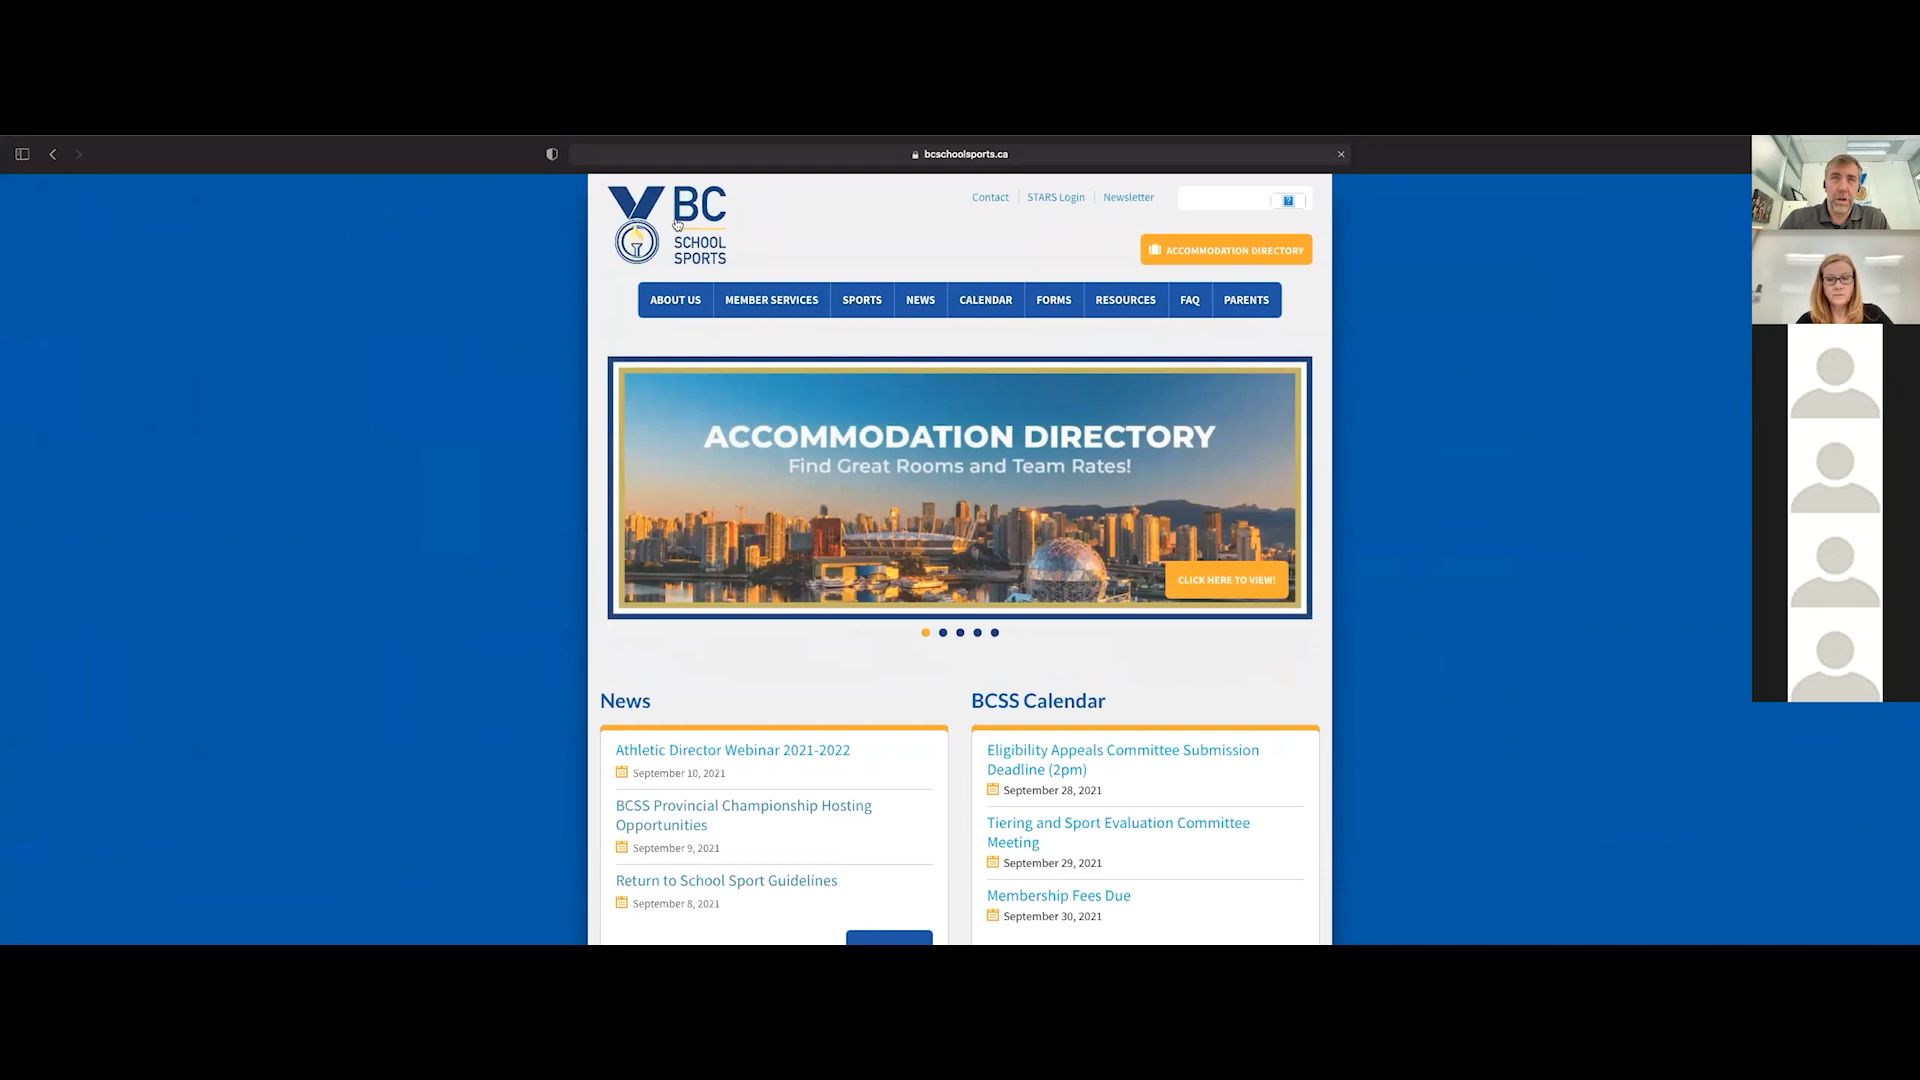 bcschoolsports.ca
BC
SCHOOL
SPORTS
Contact
STARS Login
Newsletter
ACCOMMODATION DIRECTORY
ABOUT US
MEMBER SERVICES
SPORTS
NEWS
CALENDAR
FORMS
RESOURCES
FAQ
PARENTS
ACCOMMODATION DIRECTORY
Find Great Rooms and Team Rates!
CLICK HERE TO VIEW!
News
Athletic Director Webinar 2021-2022
September 10, 2021
BCSS Provincial Championship Hosting
Opportunities
September 9, 2021
Return to School Sport Guidelines
September 8, 2021
BCSS Calendar
Eligibility Appeals Committee Submission
Deadline (2pm)
September 28, 2021
Tiering and Sport Evaluation Committee
Meeting
September 29, 2021
Membership Fees Due
September 30, 2021